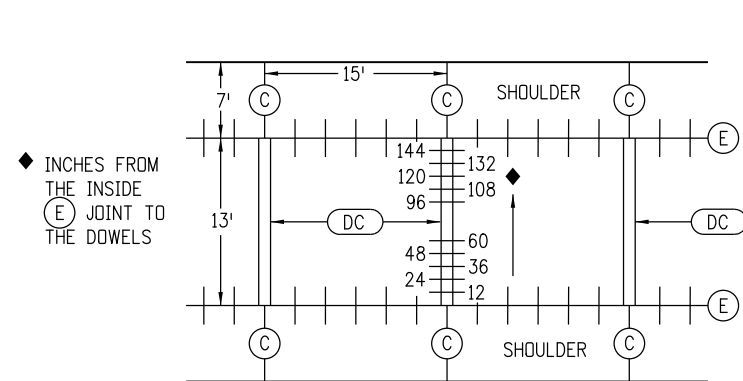 15'
C
C
SHOULDER
C
7'
E
144
132
120
108
96
◆ INCHES FROM
THE INSIDE
E JOINT TO
THE DOWELS
13'
DC
DC
60
48
36
24
12
E
C
C
SHOULDER
C